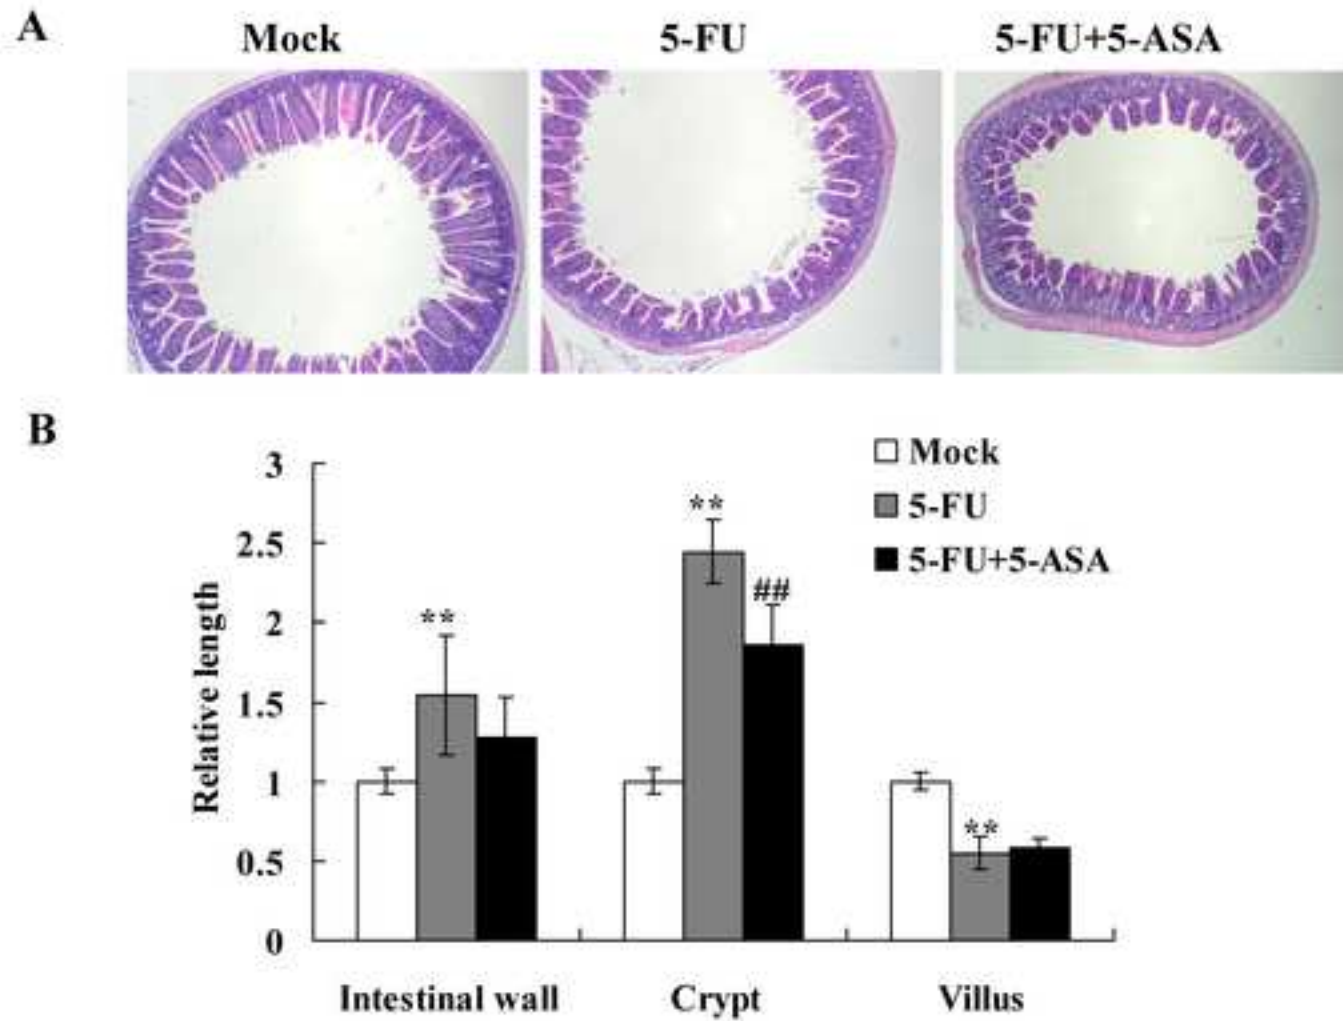 A
Mock
5-FU
5-FU+5-ASA
B
Mock
5-FU
5-FU+5-ASA
Relative length
3
2.5
2
1.5
1
0.5
0
**
**
##
**
Intestinal wall
Crypt
Villus